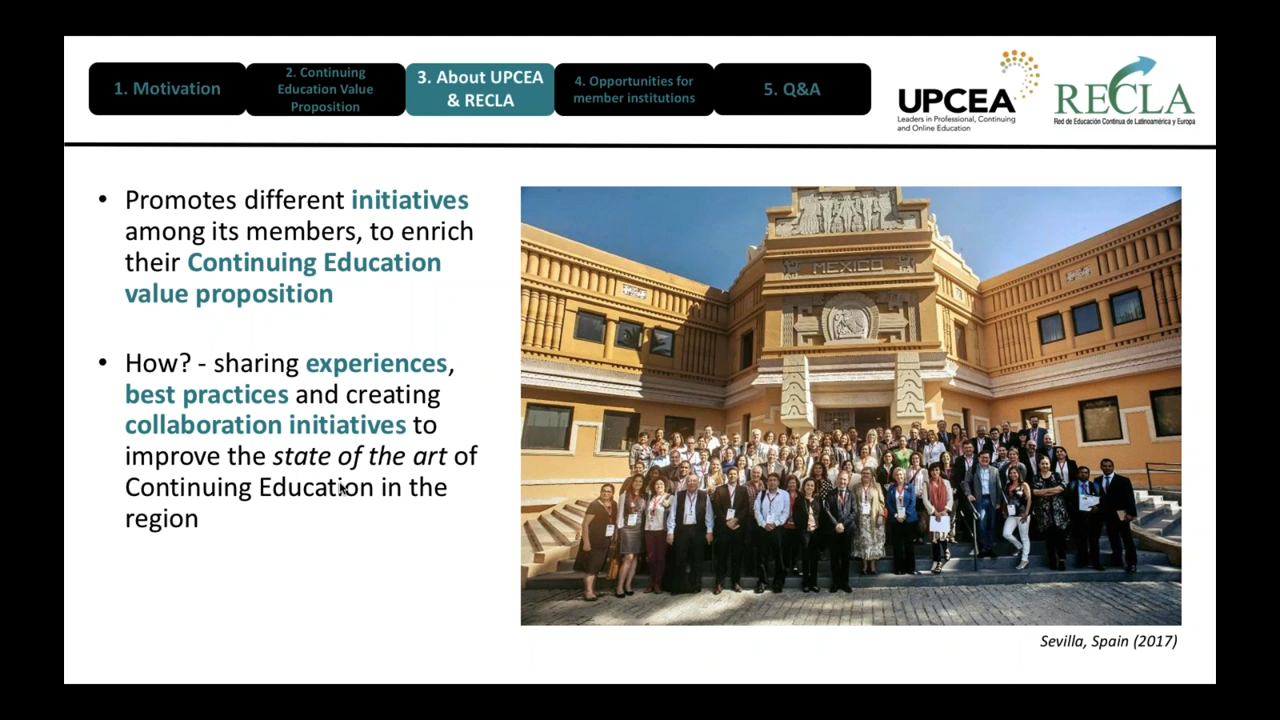 1. Motivation
2. Continuing
Education Value
Proposition
3. About UPCEA
& RECLA
4. Opportunities for
member institutions
5. Q&A
UPCEA
Leaders in Professional, Continuing
and Online Education
RECLA
Red de Educación Continua de Latinoamérica y Europa
• Promotes different initiatives
among its members, to enrich
their Continuing Education
value proposition
• How? - sharing experiences,
best practices and creating
collaboration initiatives to
improve the state of the art of
Continuing Education in the
region
MEXICO
Sevilla, Spain (2017)